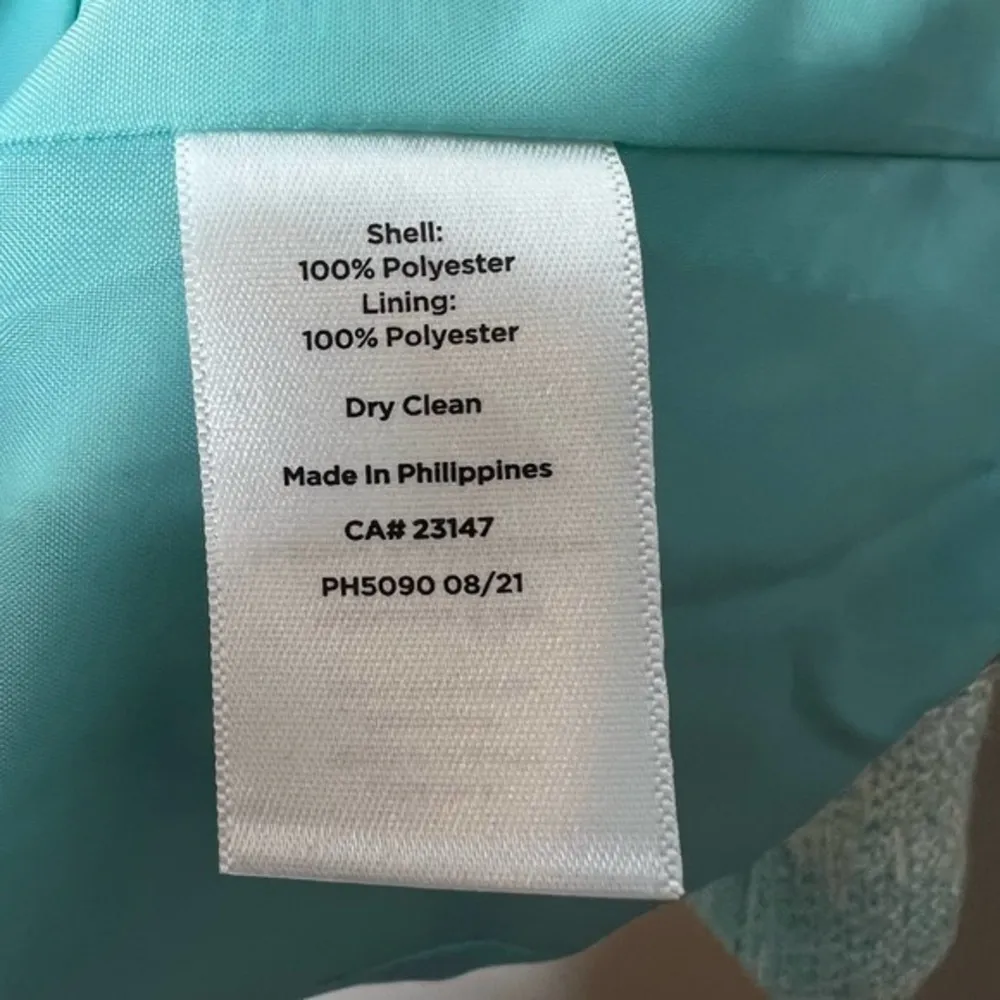 Shell:
100% Polyester
Lining:
100% Polyester
Dry Clean
Made In Philippines
CA# 23147
PH5090 08/21